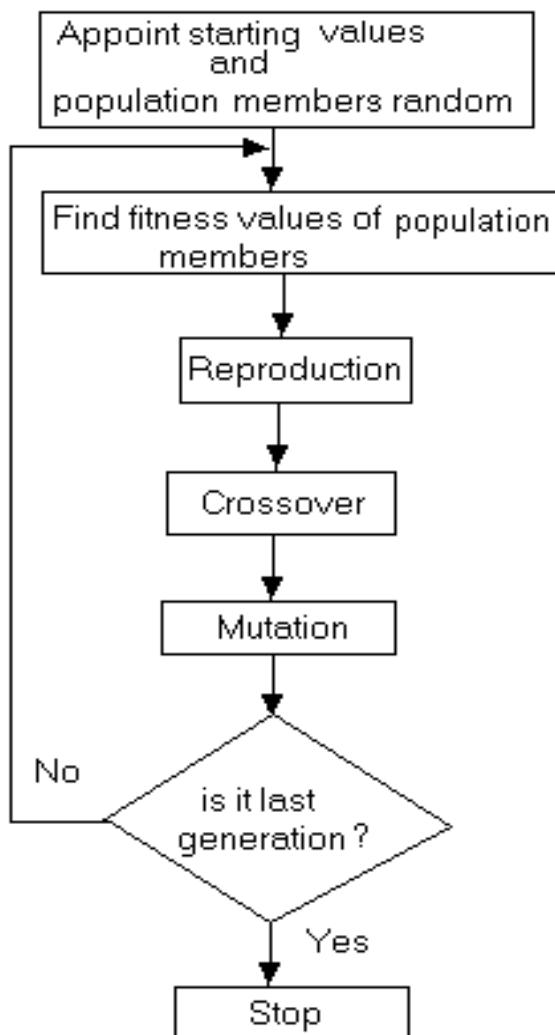 Appoint starting values
and
population members random
Find fitness values of population
members
Reproduction
Crossover
Mutation
No
is it last
generation ?
Yes
Stop